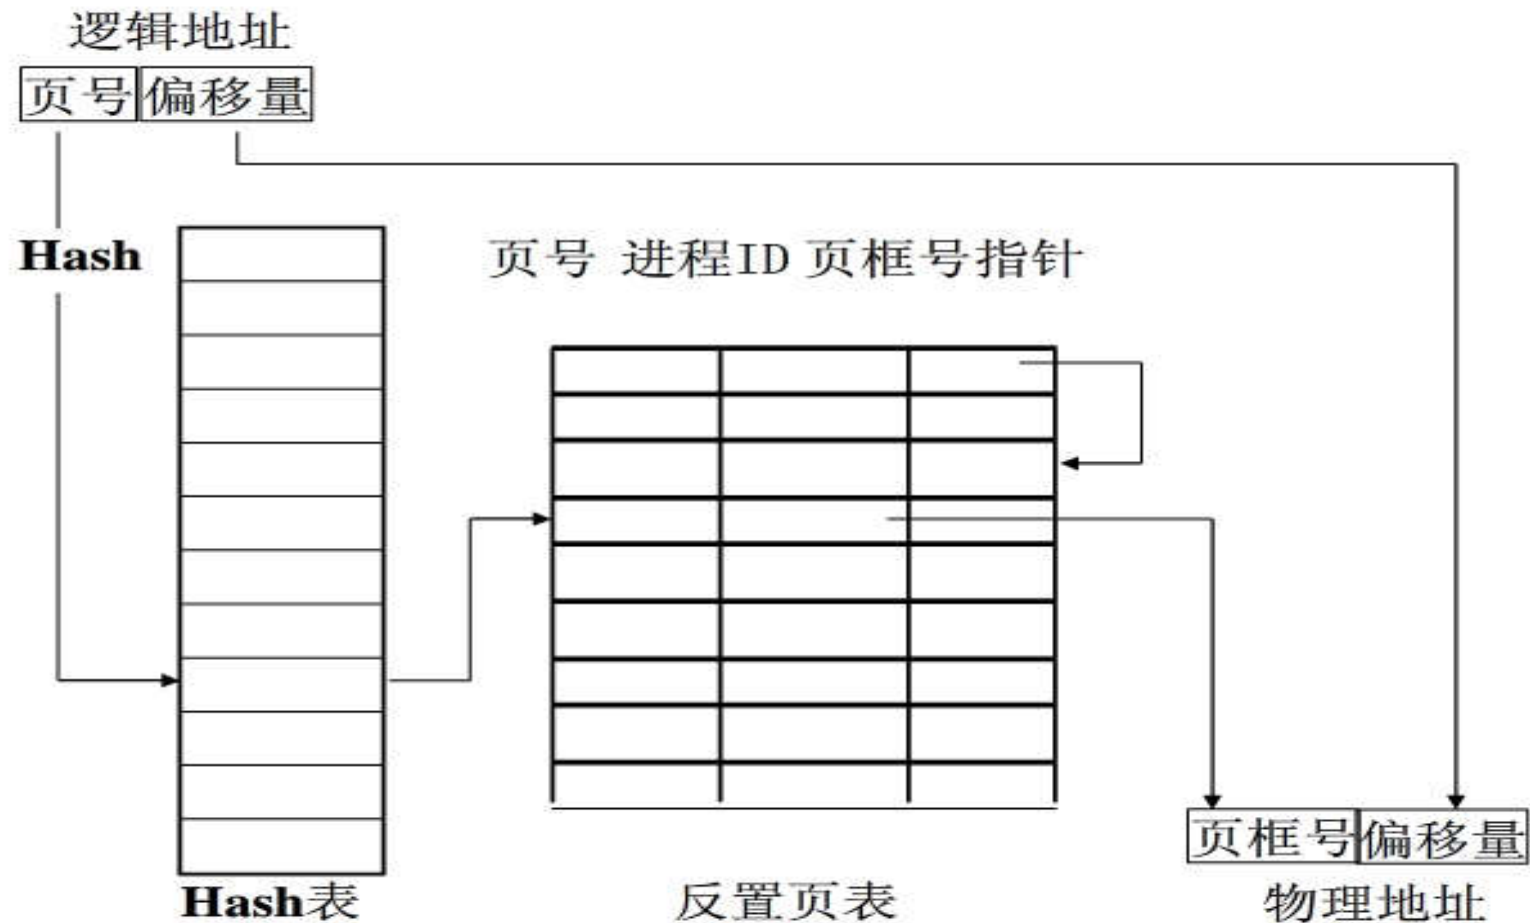 逻辑地址
页号 偏移量
Hash
页号 进程ID 页框号指针
页框号 偏移量
Hash表
反置页表
物理地址